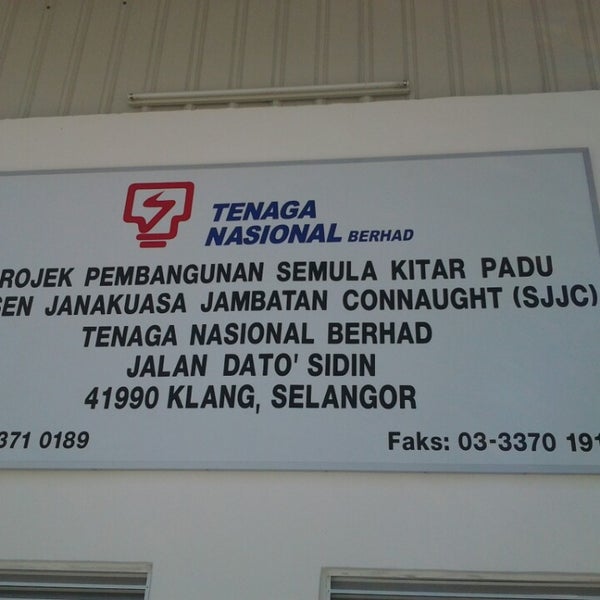 TENAGA
NASIONAL BERHAD
ROJEK PEMBANGUNAN SEMULA KITAR PADU
SEN JANAKUASA JAMBATAN CONNAUGHT (SJJC)
TENAGA NASIONAL BERHAD
JALAN DATO' SIDIN
41990 KLANG, SELANGOR
371 0189 Faks: 03-3370 191